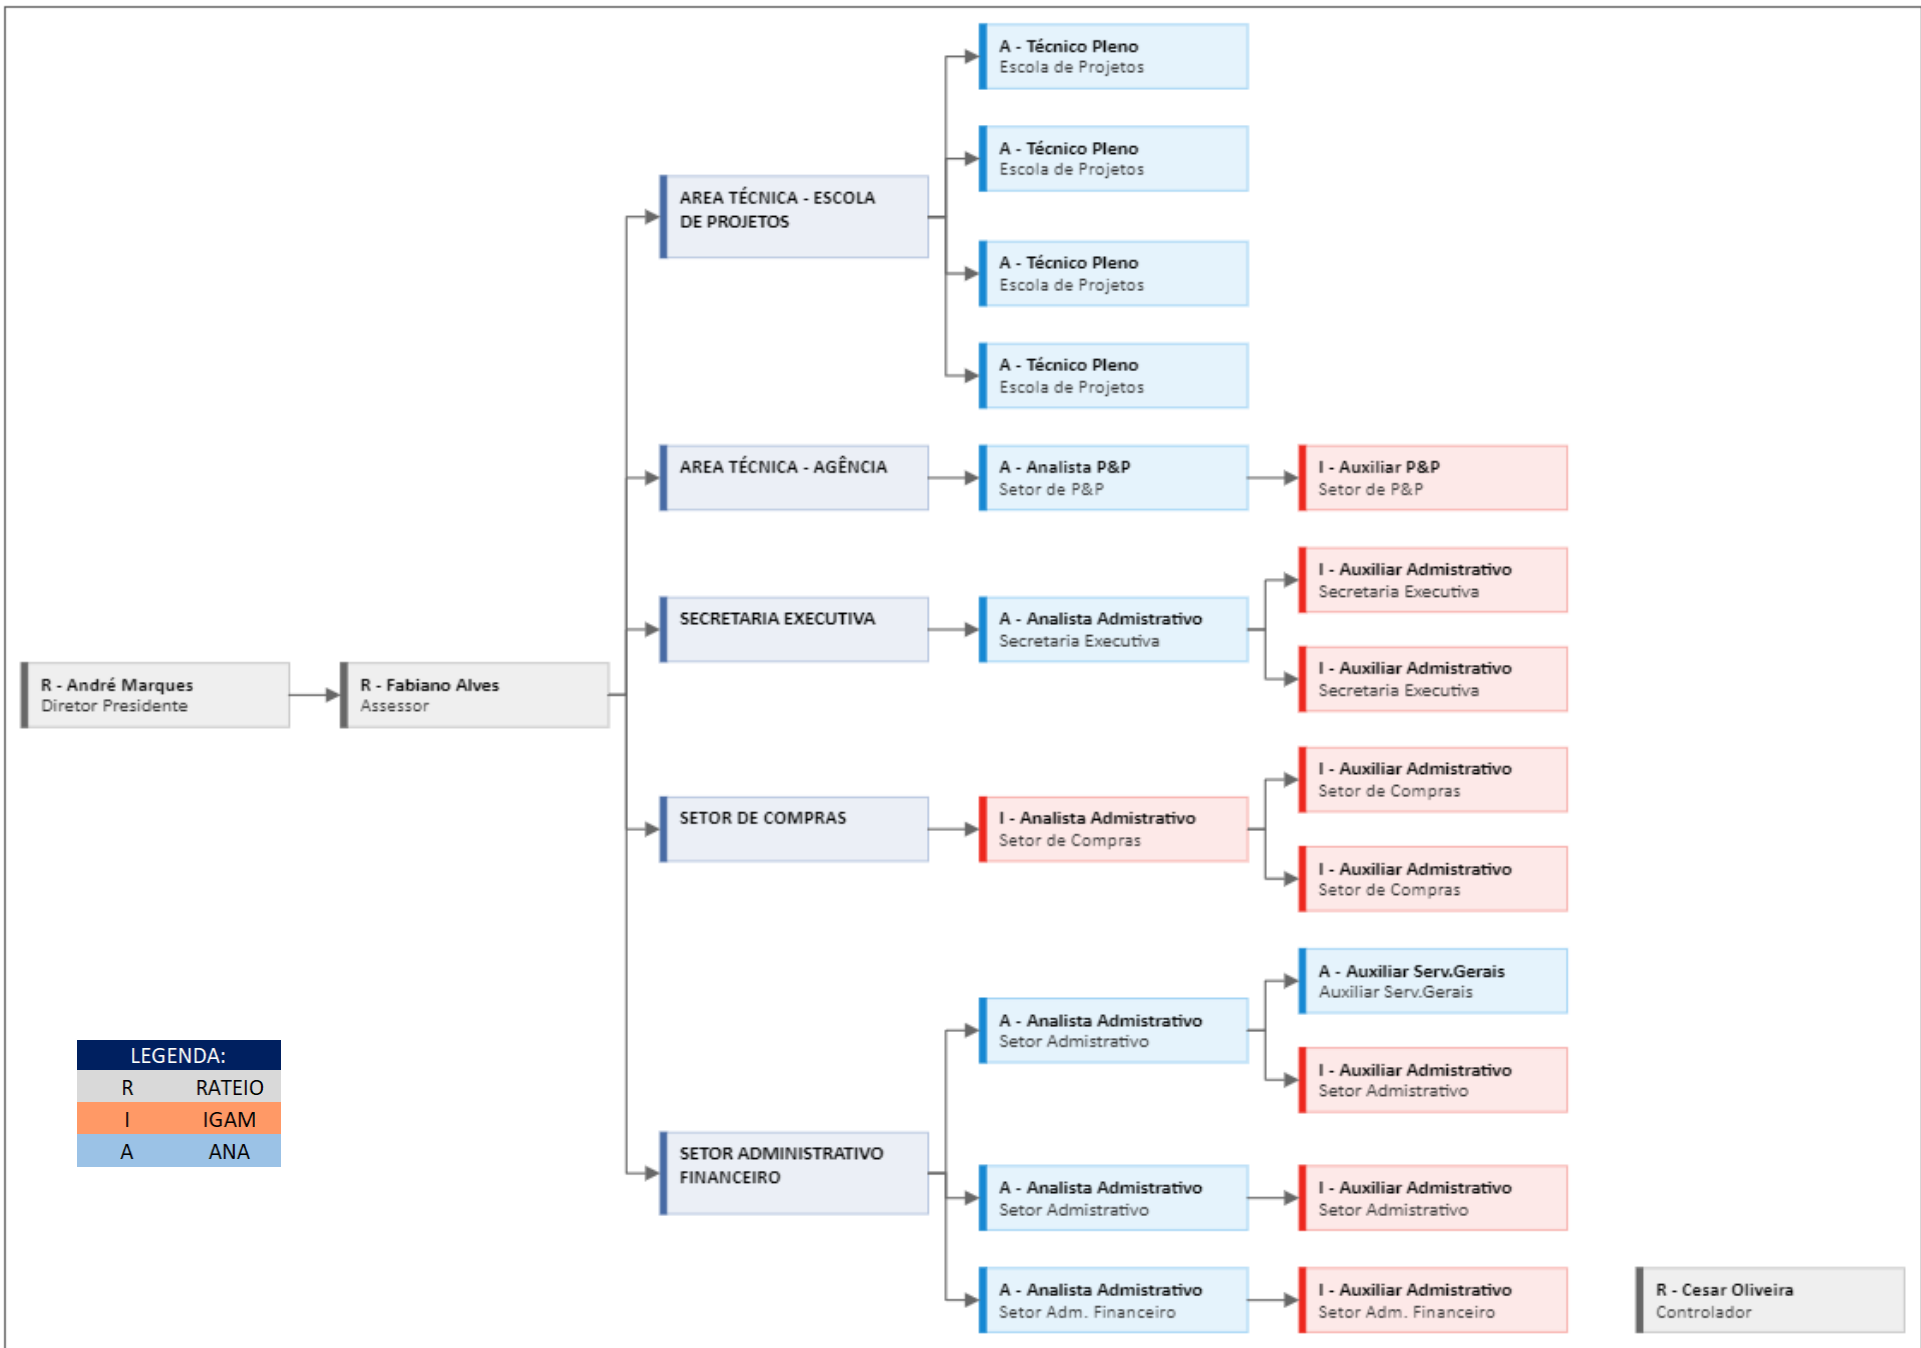 R - André Marques
Diretor Presidente
R - Fabiano Alves
Assessor
AREA TÉCNICA - ESCOLA
DE PROJETOS
A - Técnico Pleno
Escola de Projetos
A - Técnico Pleno
Escola de Projetos
A - Técnico Pleno
Escola de Projetos
A - Técnico Pleno
Escola de Projetos
AREA TÉCNICA - AGÊNCIA
A - Analista P&P
Setor de P&P
I - Auxiliar P&P
Setor de P&P
SECRETARIA EXECUTIVA
A - Analista Admistrativo
Secretaria Executiva
I - Auxiliar Admistrativo
Secretaria Executiva
I - Auxiliar Admistrativo
Secretaria Executiva
SETOR DE COMPRAS
I - Analista Admistrativo
Setor de Compras
I - Auxiliar Admistrativo
Setor de Compras
I - Auxiliar Admistrativo
Setor de Compras
SETOR ADMINISTRATIVO
FINANCEIRO
A - Analista Admistrativo
Setor Admistrativo
A - Auxiliar Serv.Gerais
Auxiliar Serv.Gerais
I - Auxiliar Admistrativo
Setor Admistrativo
A - Analista Admistrativo
Setor Admistrativo
I - Auxiliar Admistrativo
Setor Admistrativo
A - Analista Admistrativo
Setor Adm. Financeiro
I - Auxiliar Admistrativo
Setor Adm. Financeiro
R - Cesar Oliveira
Controlador
LEGENDA:
R RATEIO
I IGAM
A ANA